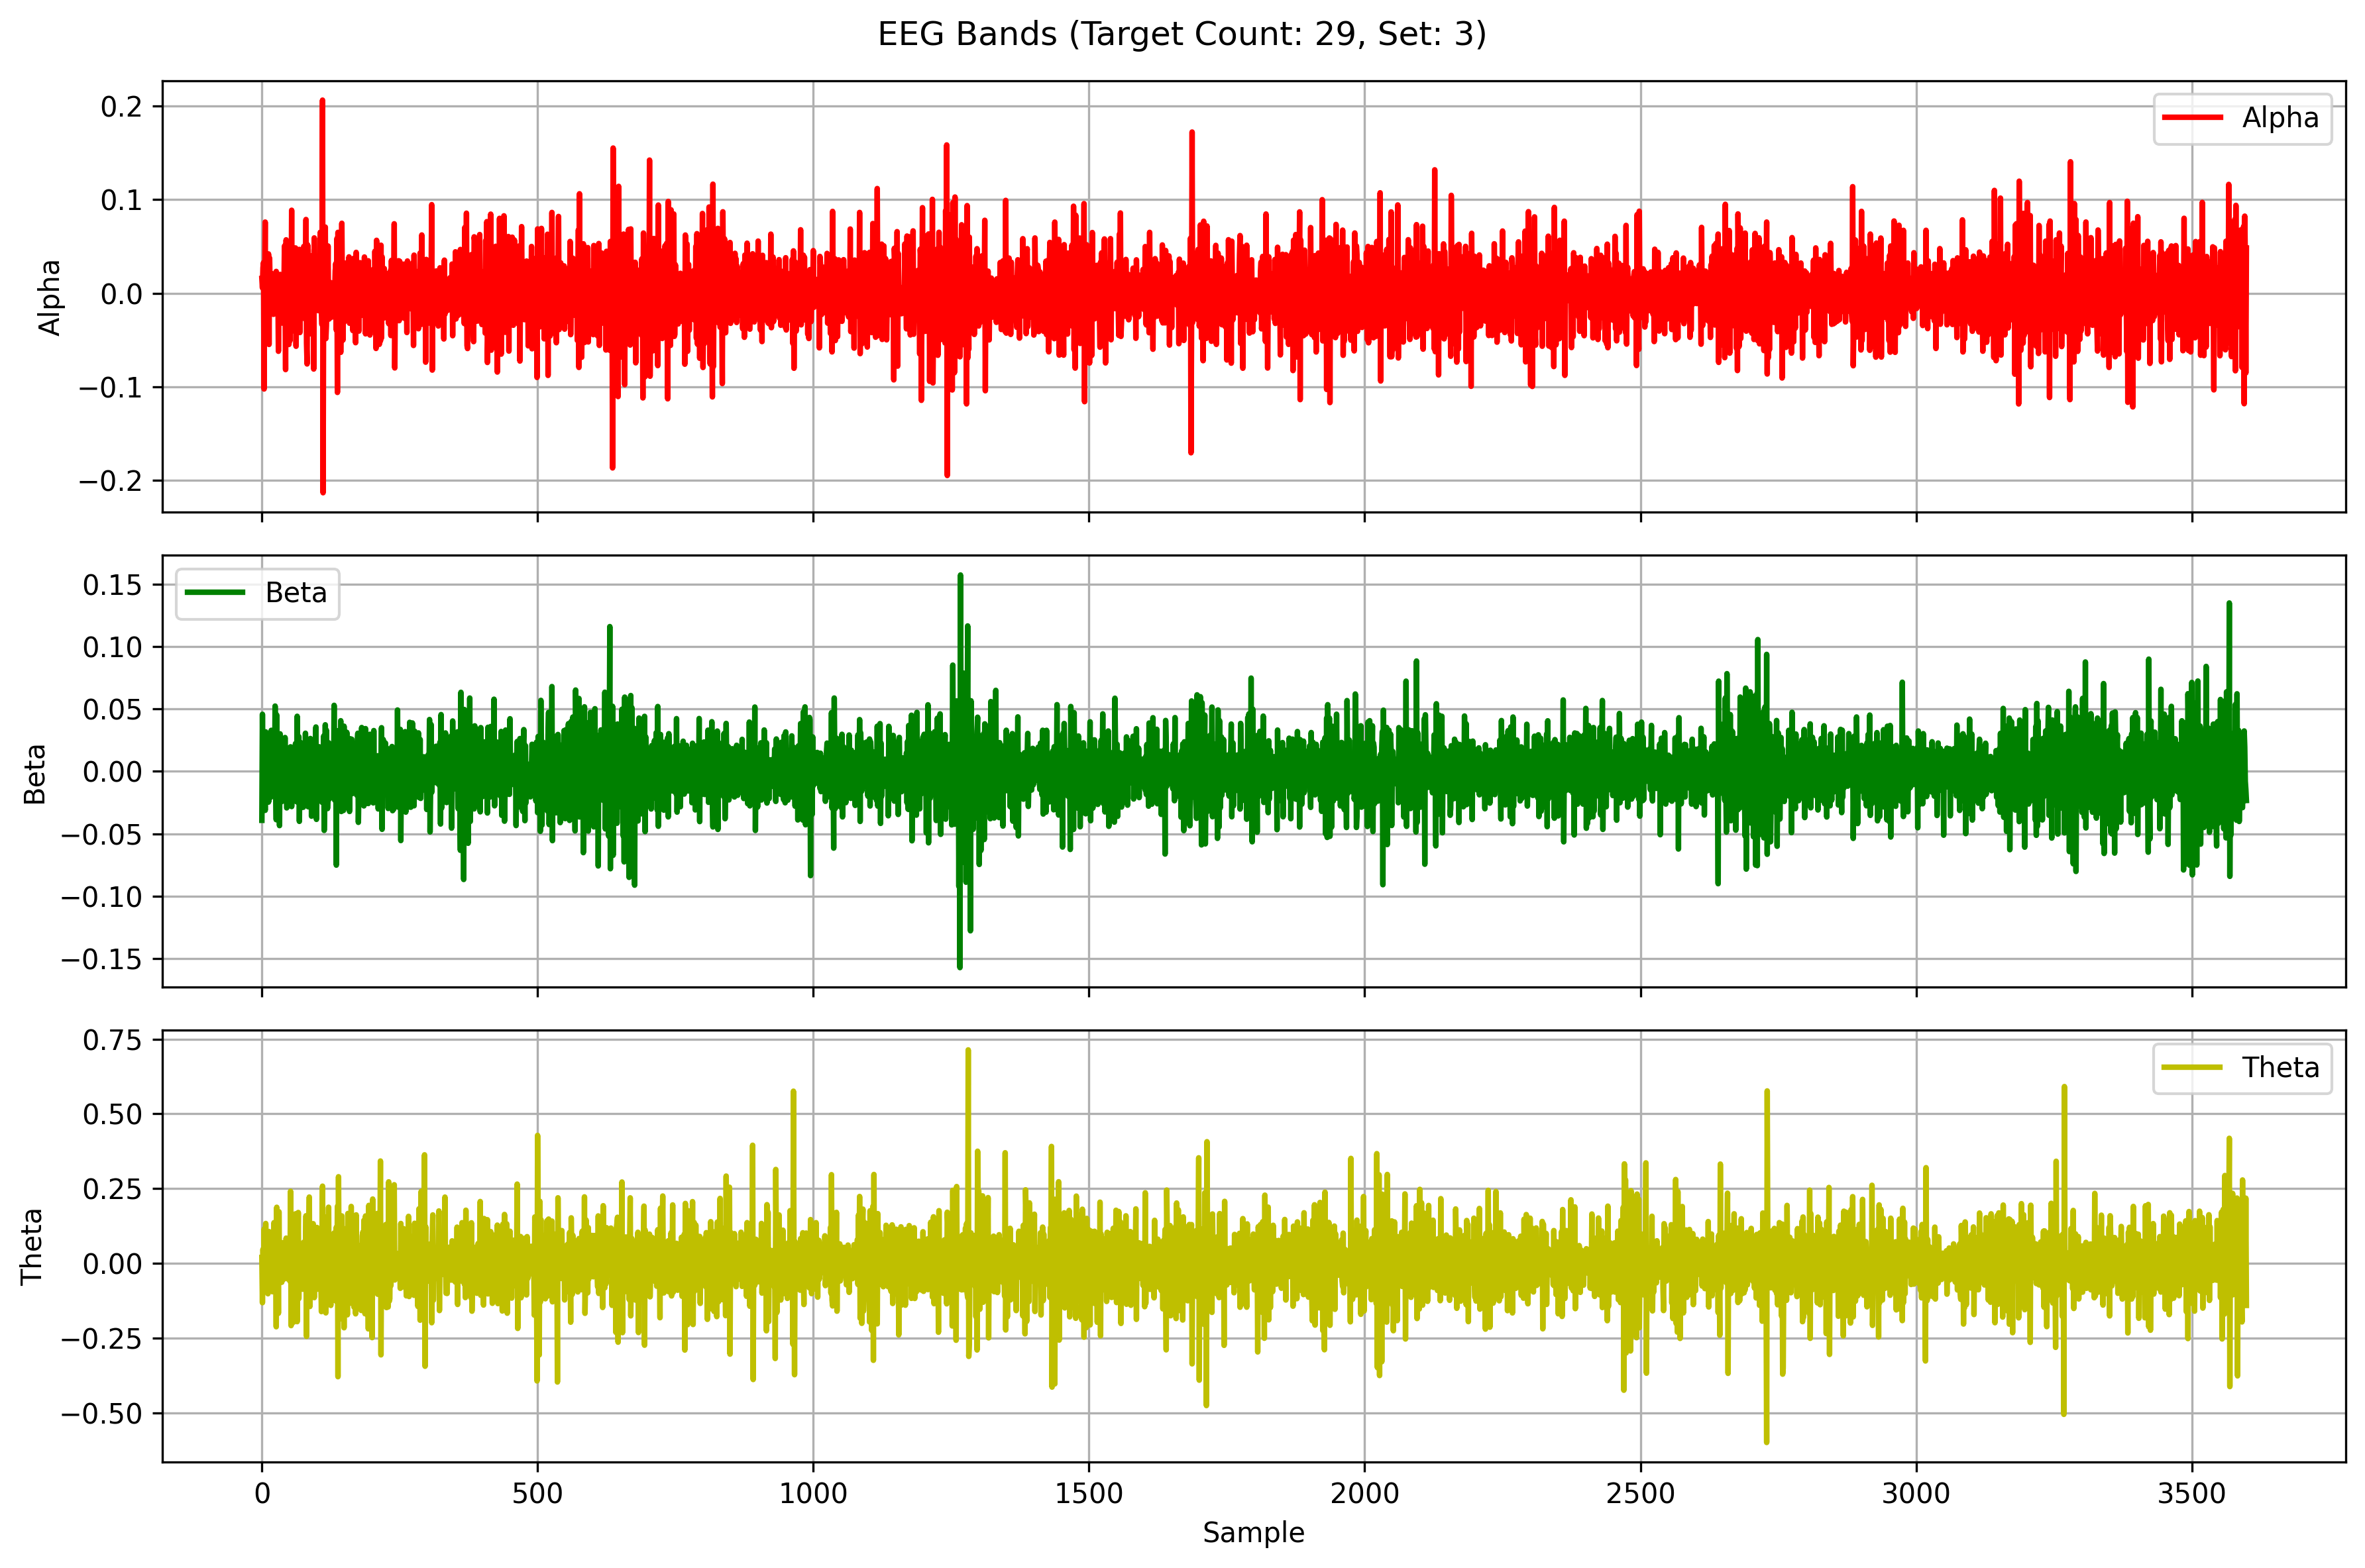 EEG Bands (Target Count: 29, Set: 3)
0.2
0.1
0.0
−0.1
−0.2
Alpha
Alpha
0.15
0.10
0.05
0.00
−0.05
−0.10
−0.15
Beta
Beta
0.75
0.50
0.25
0.00
−0.25
−0.50
Theta
Theta
0 500 1000 1500 2000 2500 3000 3500
Sample